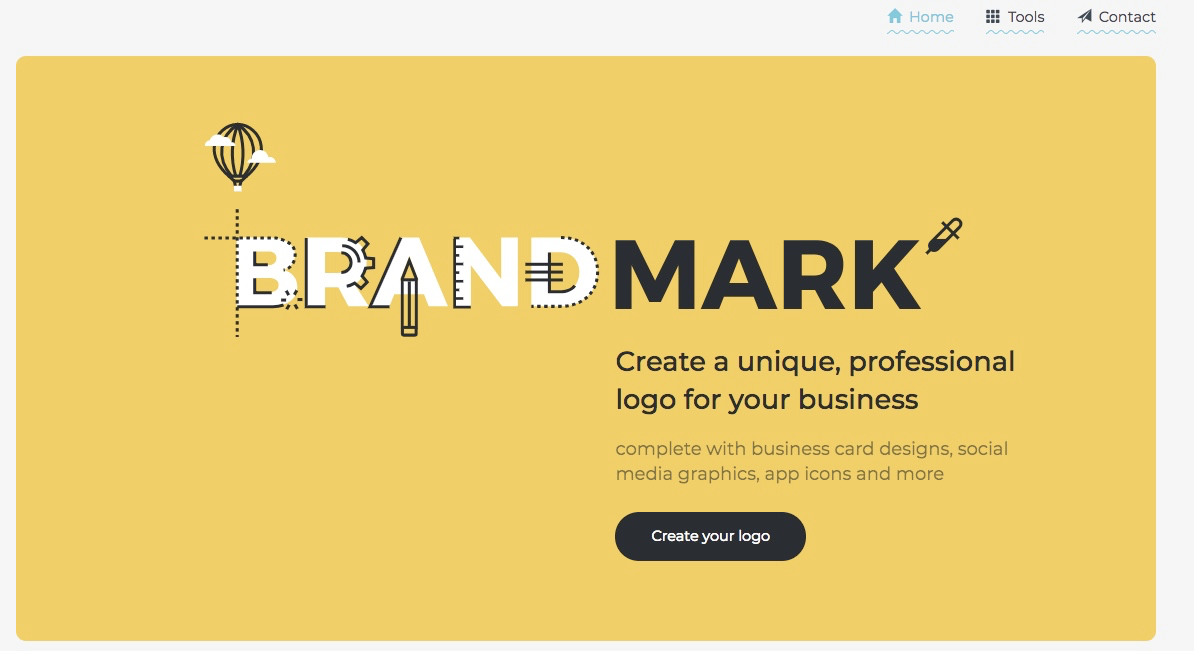 Home Tools Contact
BRANDMARK
Create a unique, professional
logo for your business
complete with business card designs, social
media graphics, app icons and more
Create your logo